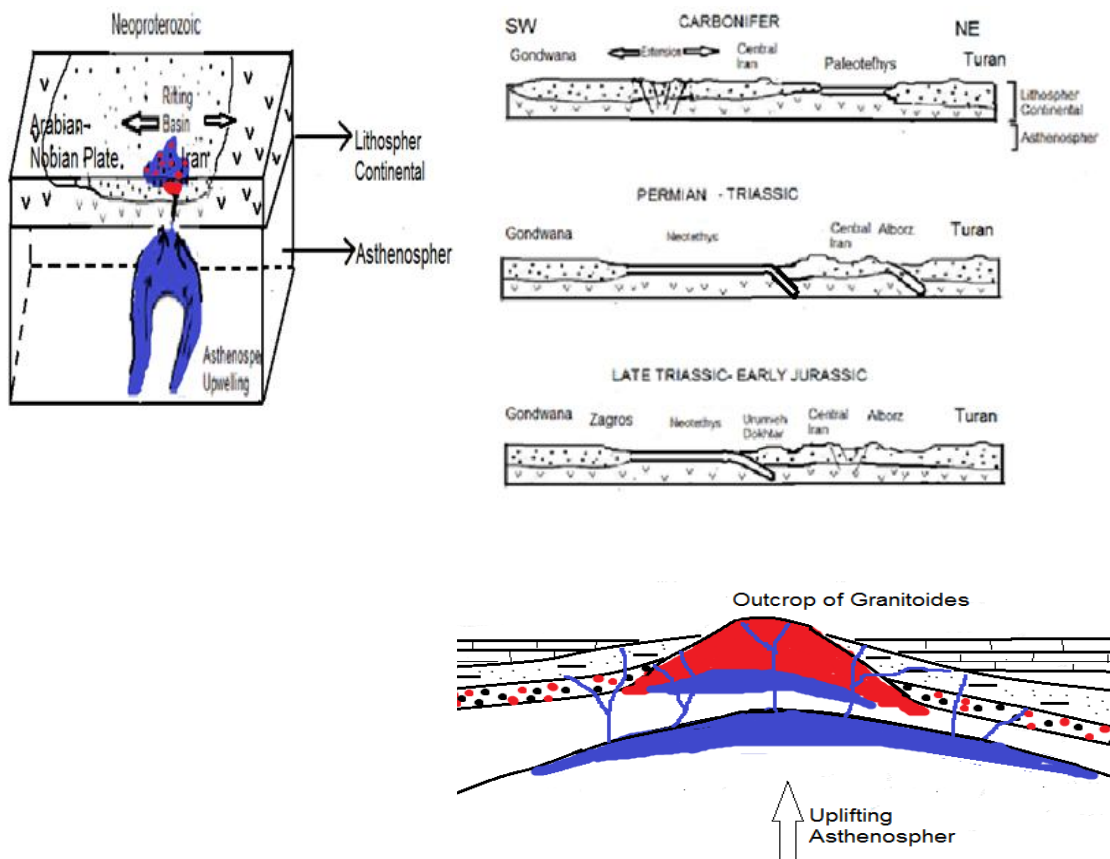 Neoproterozoic
Rifting
Basin
Arabian-
Nobian Plate
Iran
Lithospher
Continental
Asthenospher
Asthenospe
Upwelling
SW
CARBONIFER
NE
Gondwana
Extension
Central
Iran
Paleotethys
Turan
Lithospher
Continental
Asthenospher
PERMIAN - TRIASSIC
Gondwana
Neotethys
Central
Iran
Alborz
Turan
LATE TRIASSIC- EARLY JURASSIC
Gondwana
Zagros
Neotethys
Urumieh
Dokhtar
Central
Iran
Alborz
Turan
Outcrop of Granitoides
Uplifting
Asthenospher